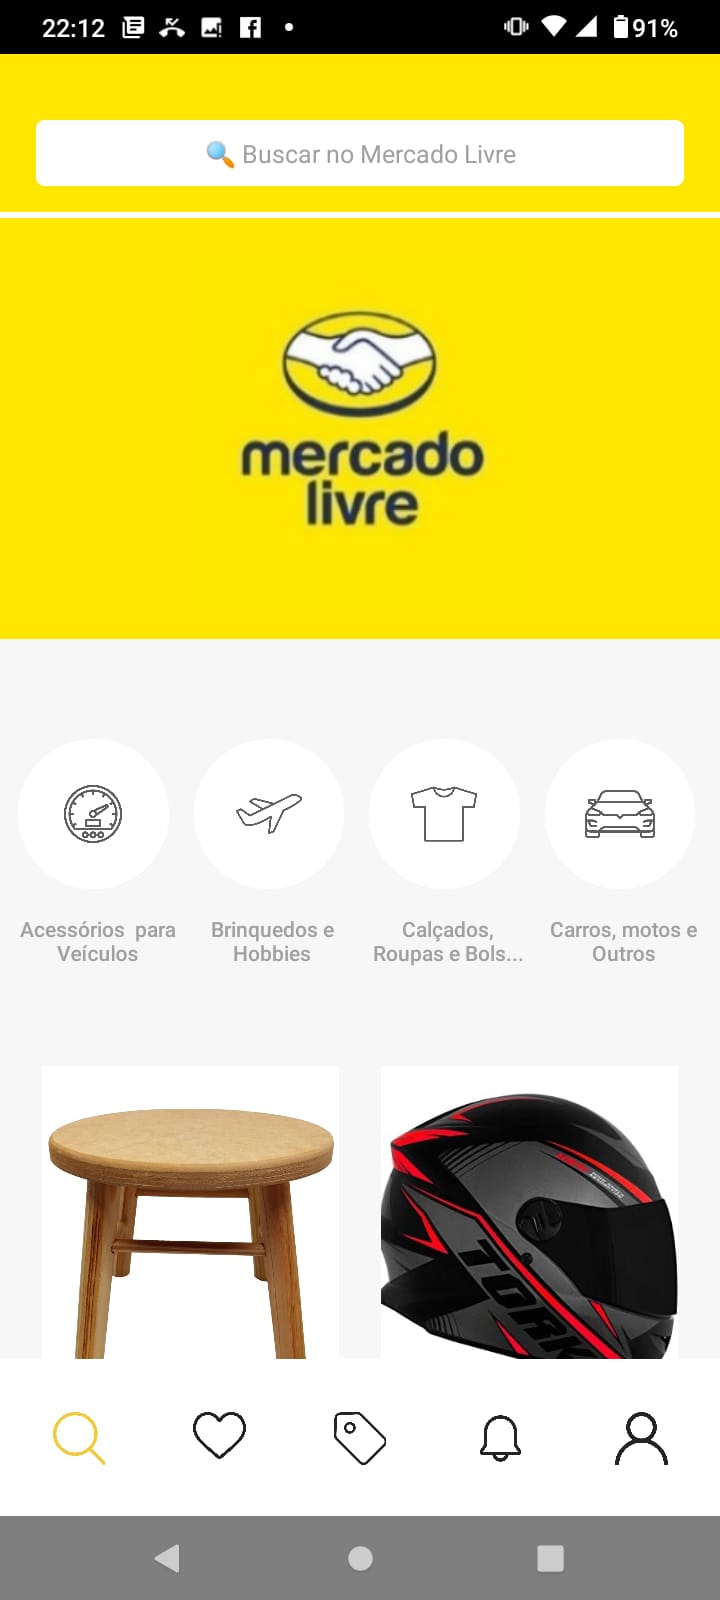 22:12
91%
🔍 Buscar no Mercado Livre
mercado
livre
Acessórios para
Veículos
Brinquedos e
Hobbies
Calçados,
Roupas e Bols...
Carros, motos e
Outros
TORK